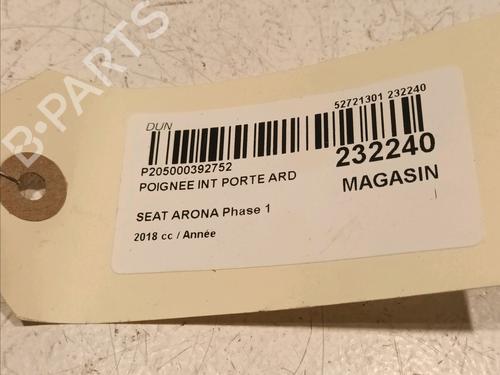 B-PARTS
DUN
52721301 232240
P205000392752
232240
POIGNEE INT PORTE ARD
MAGASIN
SEAT ARONA Phase 1
2018 cc / Année